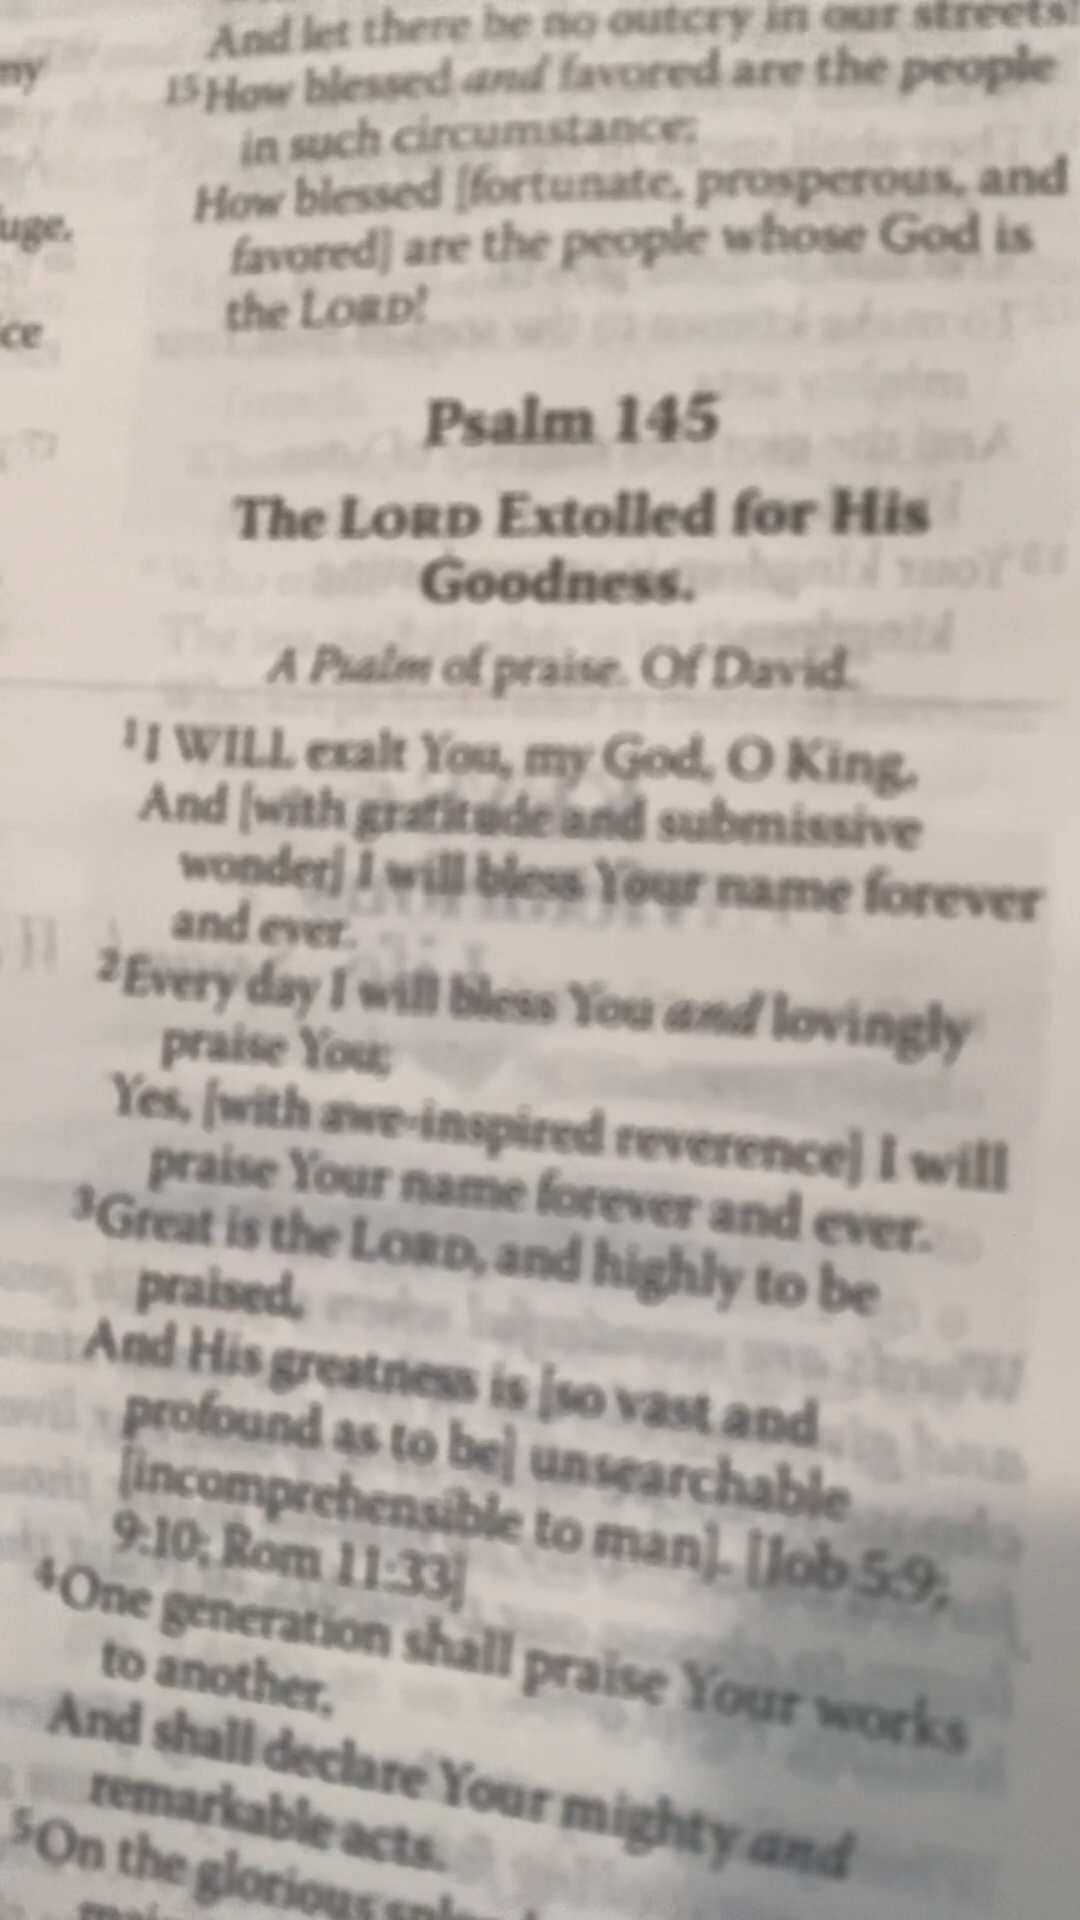 And let there be no outcry in our streets!
my
15 How blessed and favored are the people
in such circumstance;
How blessed [fortunate, prosperous, and
favored] are the people whose God is
the LORD!
ice
Psalm 145
The LORD Extolled for His
Goodness.
A Psalm of praise. Of David.
1 I WILL exalt You, my God, O King,
And [with gratitude and submissive
wonder] I will bless Your name forever
and ever.
2 Every day I will bless You and lovingly
praise You;
Yes, [with awe-inspired reverence] I will
praise Your name forever and ever.
3 Great is the LORD, and highly to be
praised,
And His greatness is [so vast and
profound as to be] unsearchable
[incomprehensible to man]. [Job 5:9;
9:10; Rom 11:33]
4 One generation shall praise Your works
to another,
And shall declare Your mighty and
remarkable acts.
5 On the glorious